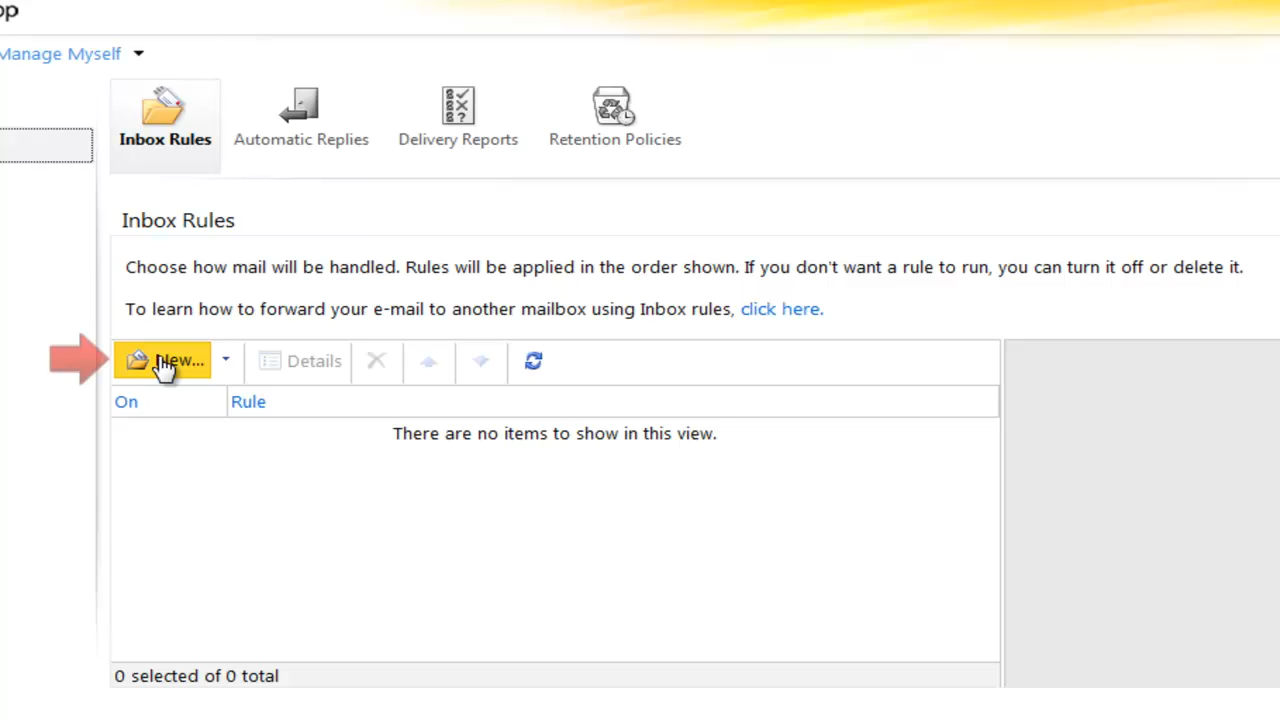 Manage Myself
Inbox Rules
Automatic Replies
Delivery Reports
Retention Policies
Inbox Rules
Choose how mail will be handled. Rules will be applied in the order shown. If you don't want a rule to run, you can turn it off or delete it.
To learn how to forward your e-mail to another mailbox using Inbox rules, click here.
New...
Details
On
Rule
There are no items to show in this view.
0 selected of 0 total